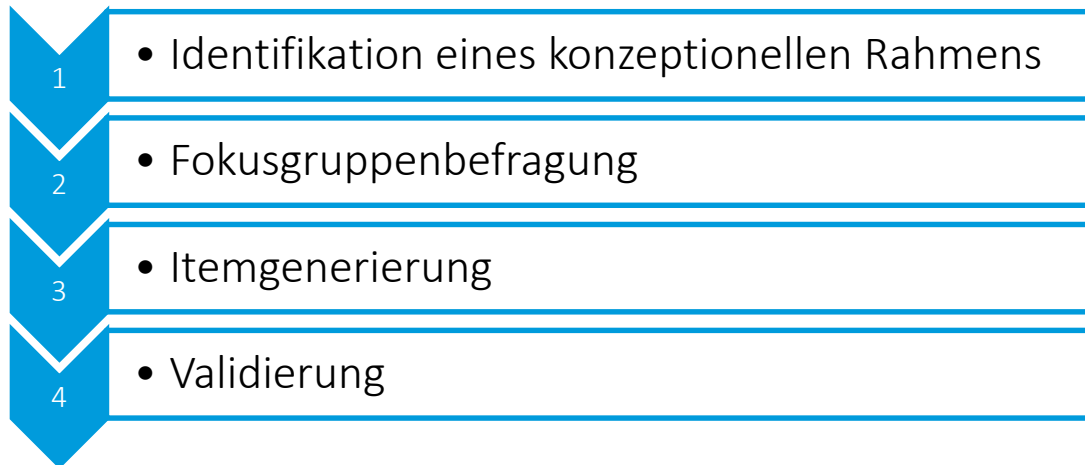 1
• Identifikation eines konzeptionellen Rahmens
2
• Fokusgruppenbefragung
3
• Itemgenerierung
4
• Validierung